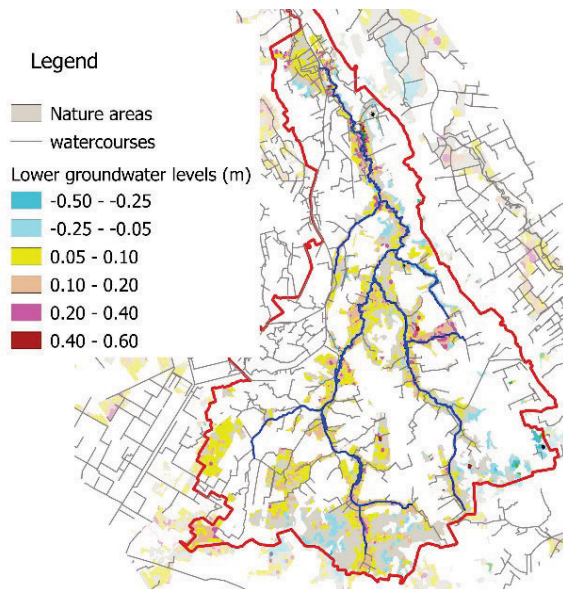 Legend
Nature areas
watercourses
Lower groundwater levels (m)
-0.50 - -0.25
-0.25 - -0.05
0.05 - 0.10
0.10 - 0.20
0.20 - 0.40
0.40 - 0.60